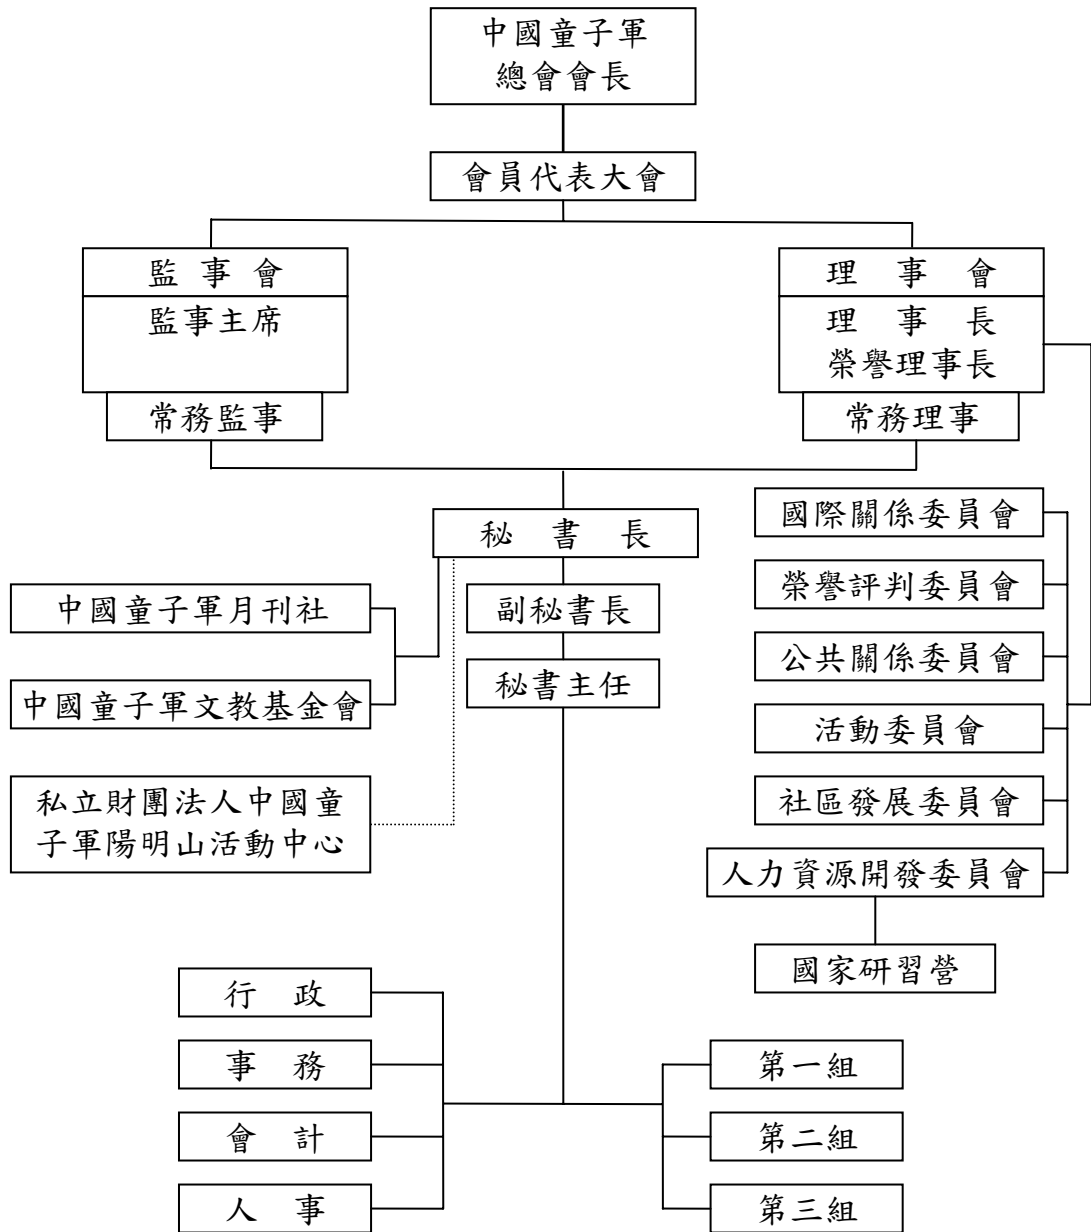 中國童子軍
總會會長
會員代表大會
監事會
監事主席
常務監事
理事會
理事長
榮譽理事長
常務理事
秘書長
副秘書長
秘書主任
中國童子軍月刊社
中國童子軍文教基金會
私立財團法人中國童
子軍陽明山活動中心
國際關係委員會
榮譽評判委員會
公共關係委員會
活動委員會
社區發展委員會
人力資源開發委員會
國家研習營
行政
事務
會計
人事
第一組
第二組
第三組